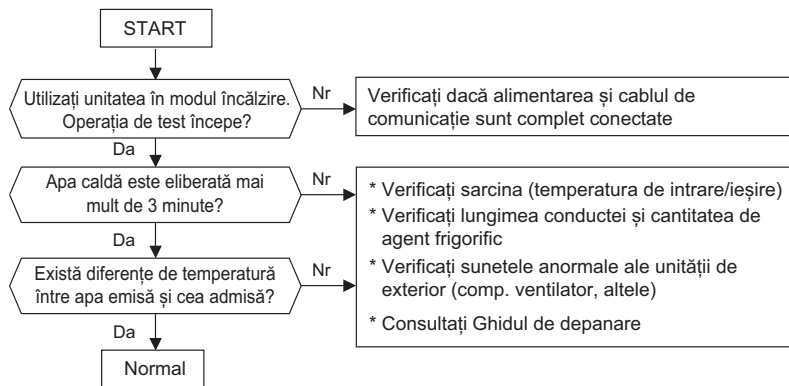 START
Utilizați unitatea în modul încălzire.
Operația de test începe?
Nr
Verificați dacă alimentarea și cablul de
comunicație sunt complet conectate
Da
Apa caldă este eliberată mai
mult de 3 minute?
Nr
* Verificați sarcina (temperatura de intrare/ieșire)
* Verificați lungimea conductei și cantitatea de
agent frigorific
* Verificați sunetele anormale ale unității de
exterior (comp. ventilator, altele)
* Consultați Ghidul de depanare
Da
Există diferențe de temperatură
între apa emisă și cea admisă?
Nr
Da
Normal